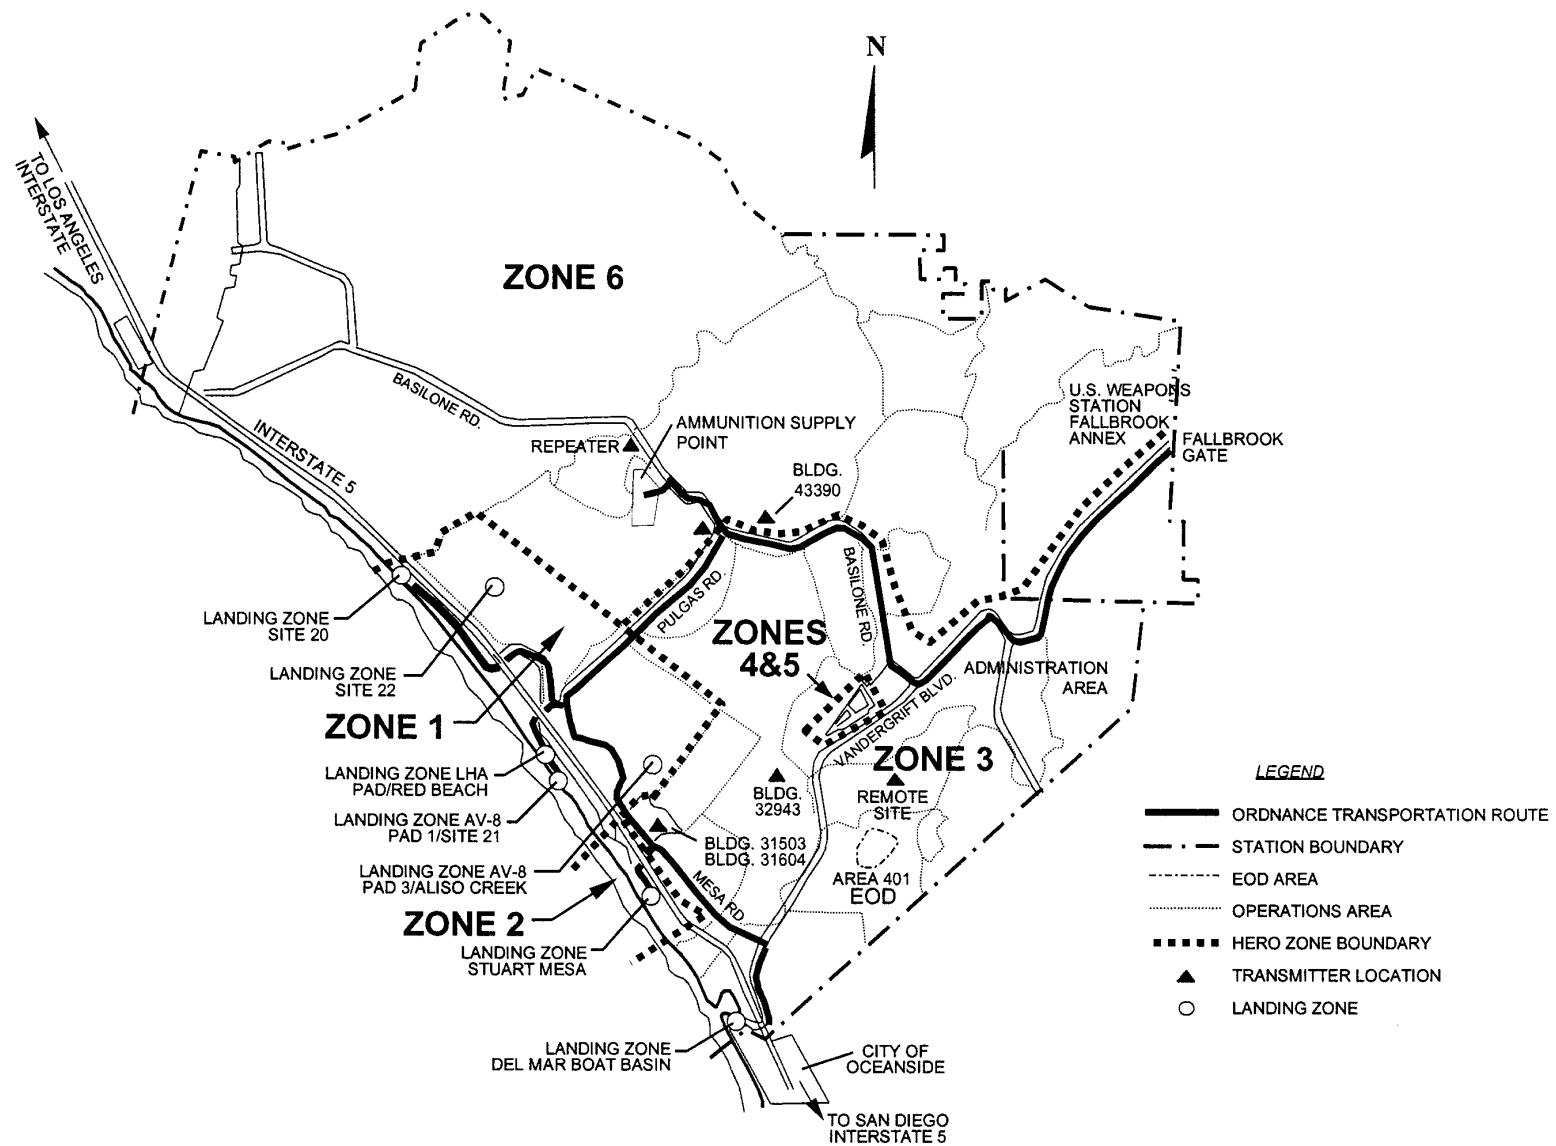 N
TO LOS ANGELES
INTERSTATE
ZONE 6
BASILONE RD.
U.S. WEAPONS
STATION
FALLBROOK
ANNEX
FALLBROOK
GATE
AMMUNITION SUPPLY
POINT
REPEATER
INTERSTATE 5
BLDG.
43390
BASILONE RD.
PULGAS RD.
LANDING ZONE
SITE 20
ZONES
4&5
LANDING ZONE
SITE 22
ADMINISTRATION
AREA
ZONE 1
VANDERGRIFT BLVD.
ZONE 3
LANDING ZONE LHA
PAD/RED BEACH
BLDG.
32943
REMOTE
SITE
LANDING ZONE AV-8
PAD 1/SITE 21
BLDG. 31503
BLDG. 31604
LANDING ZONE AV-8
PAD 3/ALISO CREEK
AREA 401
EOD
MESA RD.
ZONE 2
LANDING ZONE
STUART MESA
LANDING ZONE
DEL MAR BOAT BASIN
CITY OF
OCEANSIDE
TO SAN DIEGO
INTERSTATE 5
LEGEND
ORDNANCE TRANSPORTATION ROUTE
STATION BOUNDARY
EOD AREA
OPERATIONS AREA
HERO ZONE BOUNDARY
TRANSMITTER LOCATION
LANDING ZONE